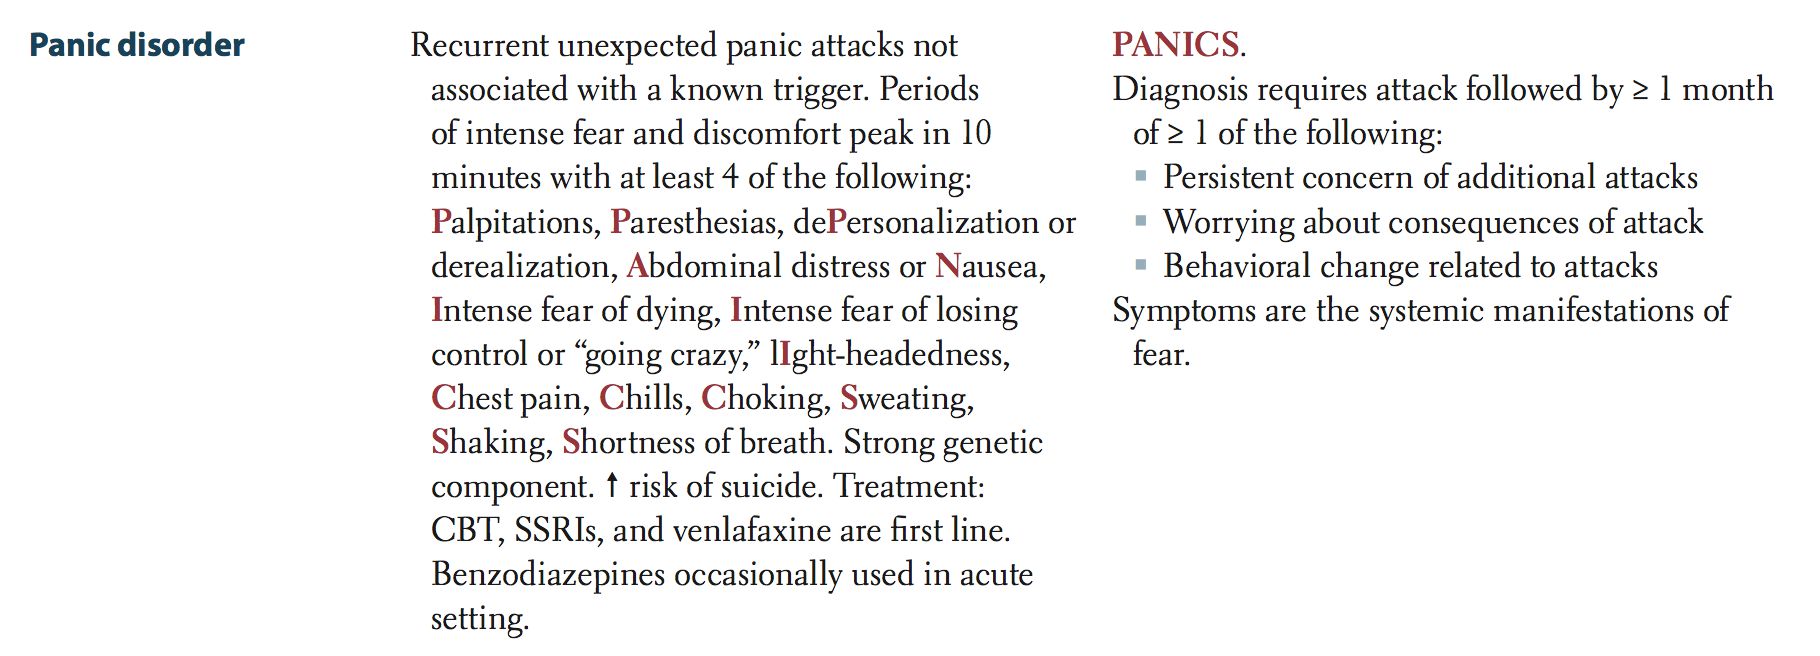 Panic disorder
Recurrent unexpected panic attacks not
associated with a known trigger. Periods
of intense fear and discomfort peak in 10
minutes with at least 4 of the following:
Palpitations, Paresthesias, dePersonalization or
derealization, Abdominal distress or Nausea,
Intense fear of dying, Intense fear of losing
control or “going crazy,” lIght-headedness,
Chest pain, Chills, Choking, Sweating,
Shaking, Shortness of breath. Strong genetic
component. ↑ risk of suicide. Treatment:
CBT, SSRIs, and venlafaxine are first line.
Benzodiazepines occasionally used in acute
setting.
PANICS.
Diagnosis requires attack followed by ≥ 1 month
of ≥ 1 of the following:
▪ Persistent concern of additional attacks
▪ Worrying about consequences of attack
▪ Behavioral change related to attacks
Symptoms are the systemic manifestations of
fear.